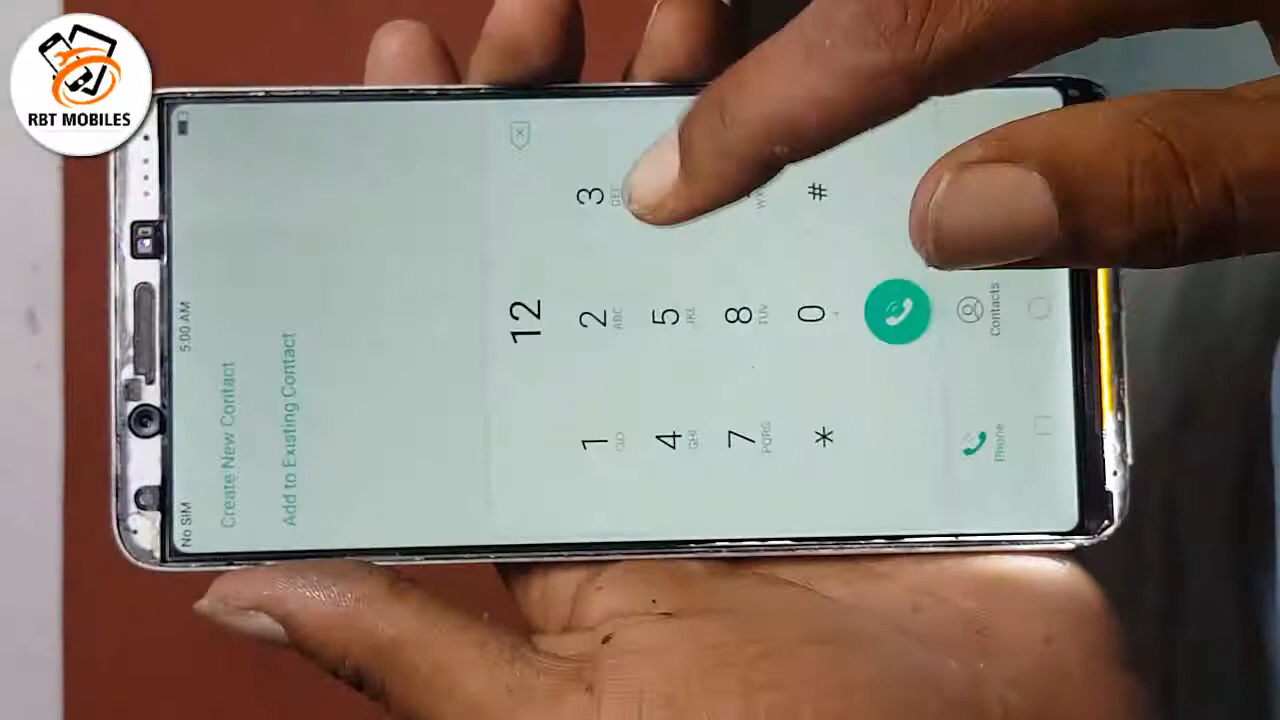 RBT MOBILES
No SIM 5:00 AM
Create New Contact
Add to Existing Contact
12
1 2 3
ABC DEF
4 5
GHI JKL
7 8
PQRS TUV
* 0 #
+
Phone Contacts